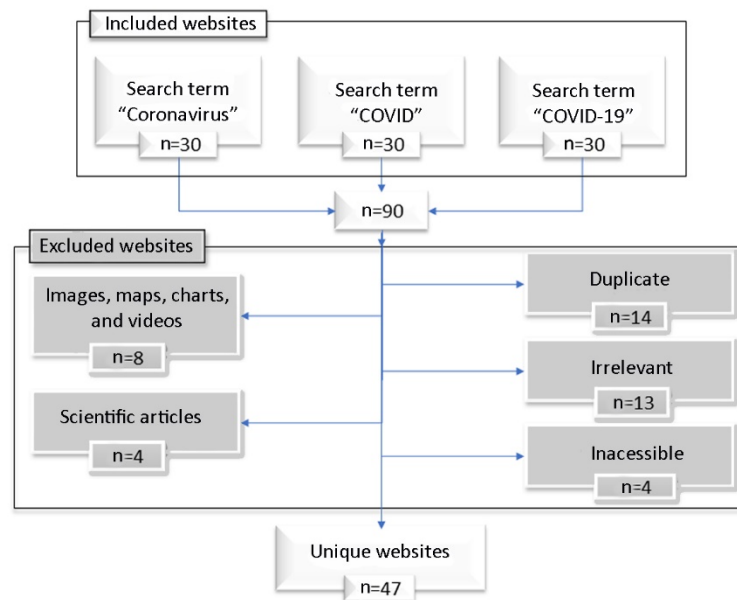 Included websites
Search term
“Coronavirus”
n=30
Search term
“COVID”
n=30
Search term
“COVID-19”
n=30
n=90
Excluded websites
Images, maps, charts,
and videos
n=8
Duplicate
n=14
Irrelevant
n=13
Scientific articles
n=4
Inacessible
n=4
Unique websites
n=47